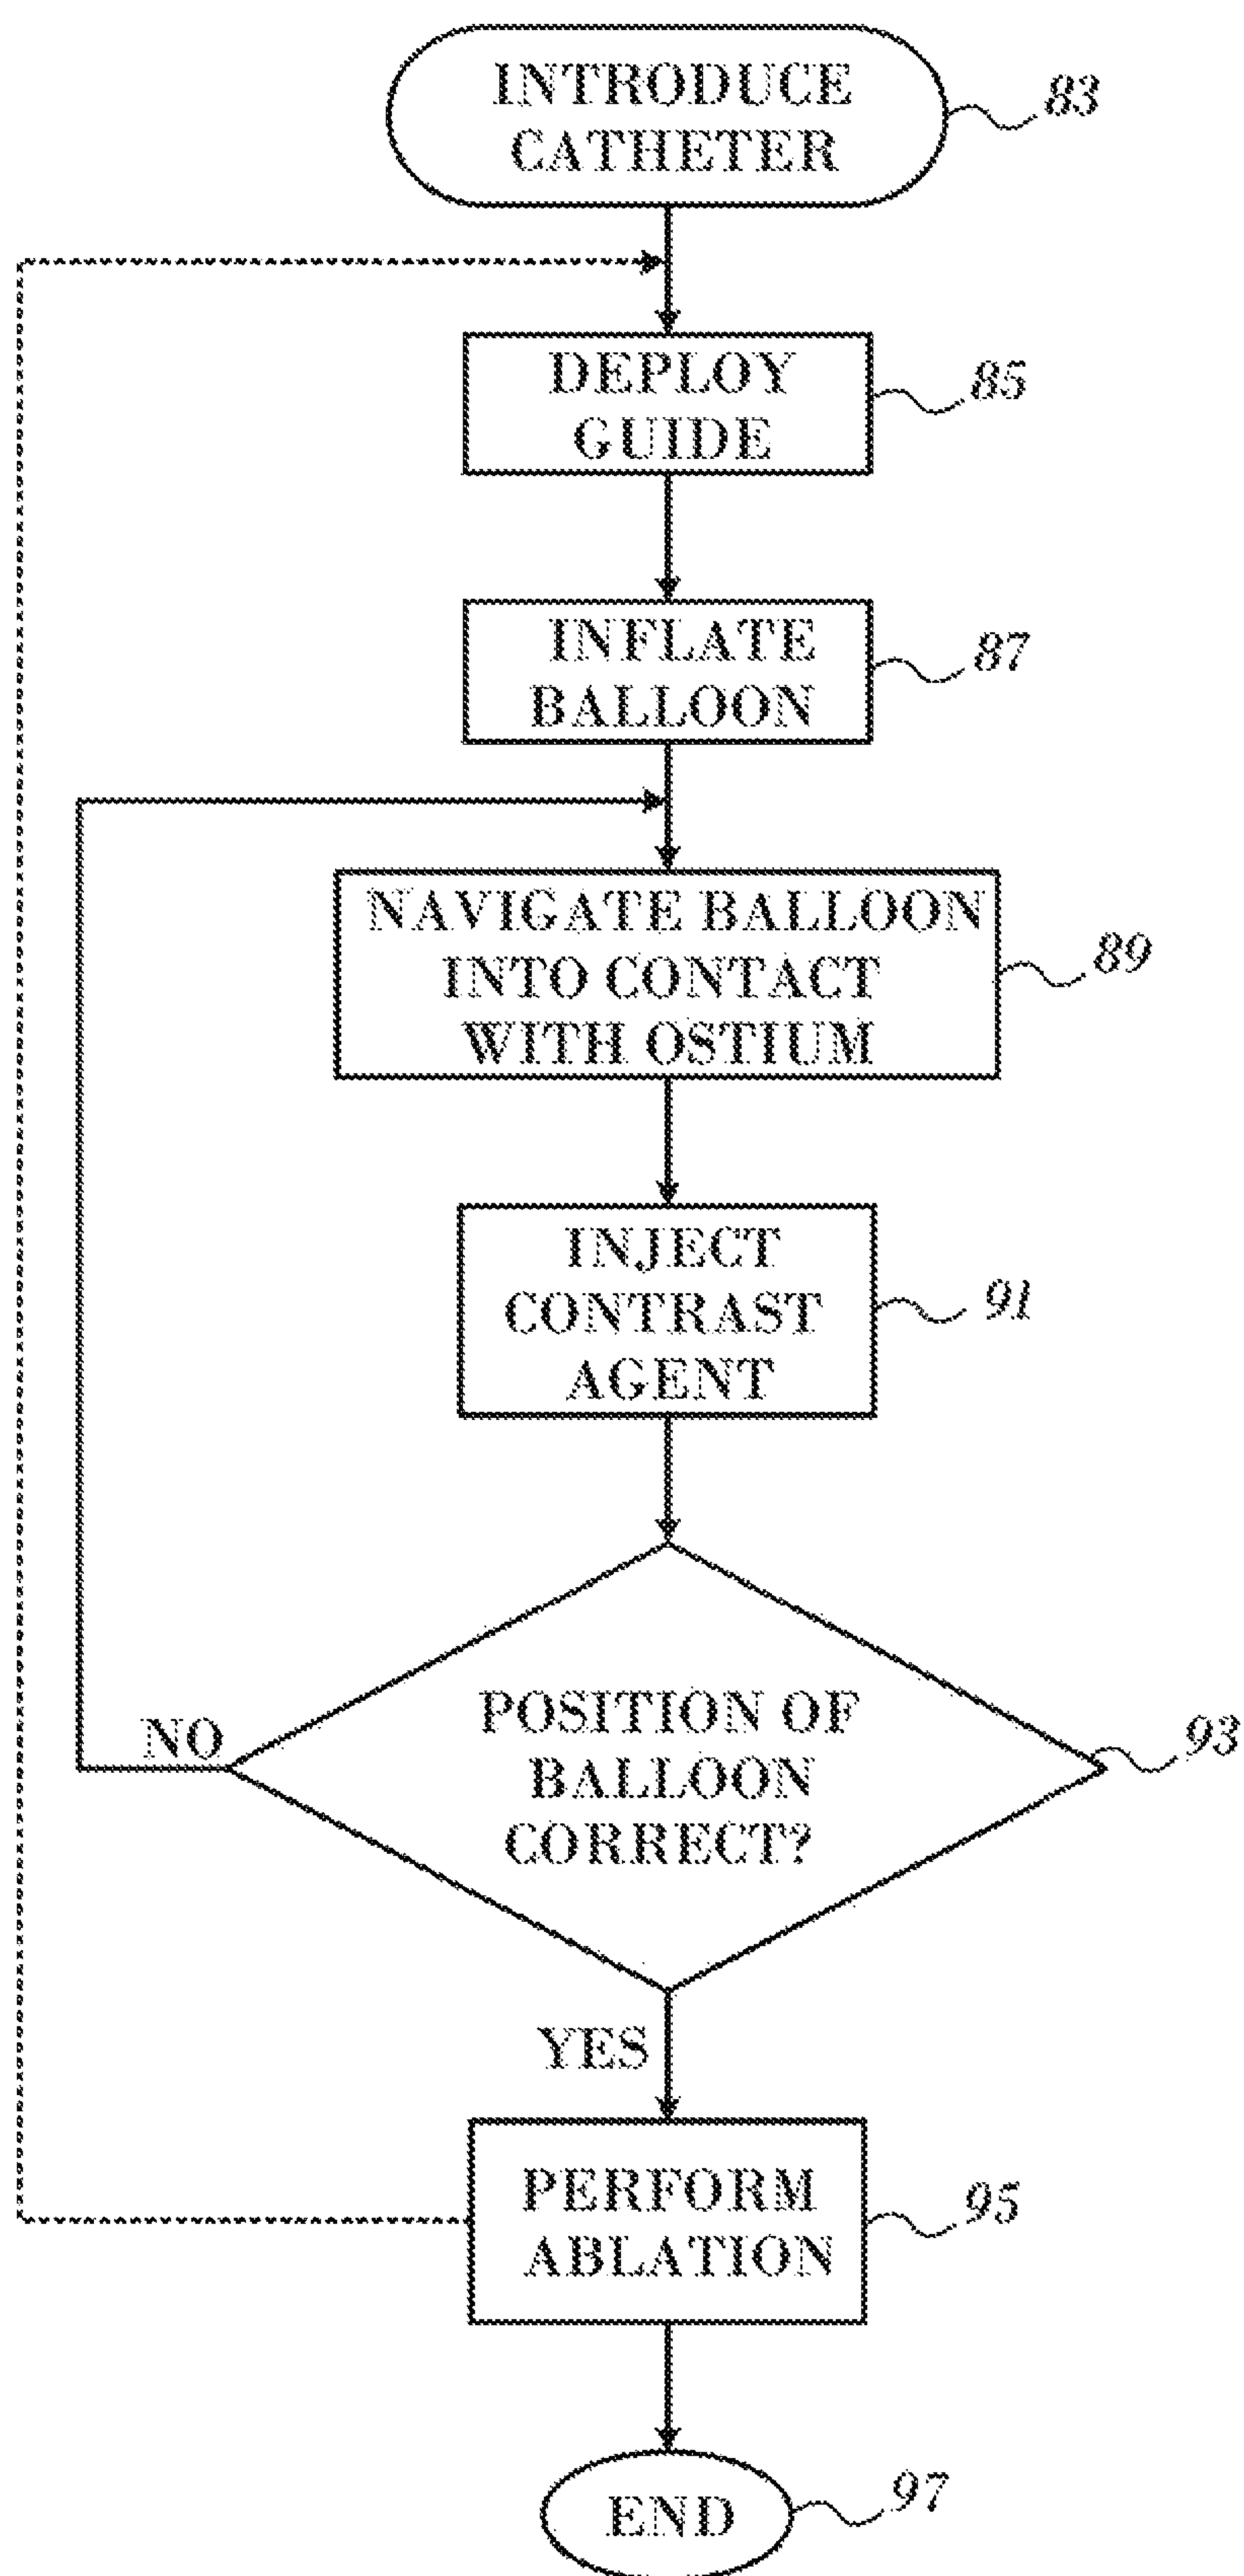 INTRODUCE
CATHETER
83
DEPLOY
GUIDE
85
INFLATE
BALLOON
87
NAVIGATE BALLOON
INTO CONTACT
WITH OSTIUM
89
INJECT
CONTRAST
AGENT
91
NO
POSITION OF
BALLOON
CORRECT?
93
YES
PERFORM
ABLATION
95
END
97